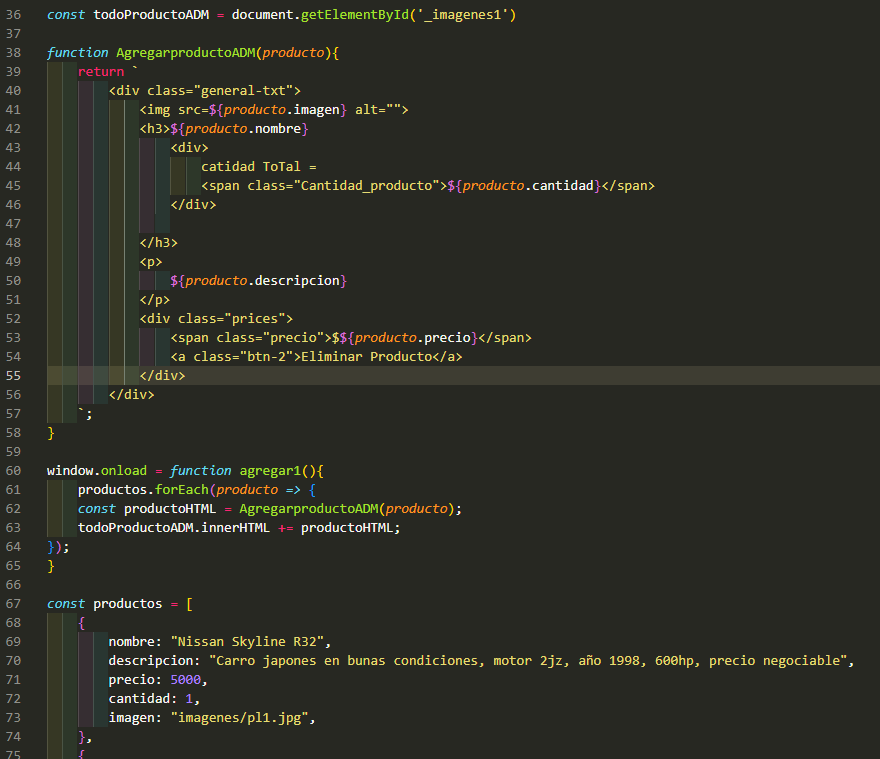 36 const todoProductoADM = document.getElementById('_imagenes1')
37
38 function AgregarproductoADM(producto){
39 return `
40 <div class="general-txt">
41 <img src=${producto.imagen} alt="">
42 <h3>${producto.nombre}
43 <div>
44 catidad ToTal =
45 <span class="Cantidad_producto">${producto.cantidad}</span>
46 </div>
47
48 </h3>
49 <p>
50 ${producto.descripcion}
51 </p>
52 <div class="prices">
53 <span class="precio">$${producto.precio}</span>
54 <a class="btn-2">Eliminar Producto</a>
55 </div>
56 </div>
57 `;
58 }
59
60 window.onload = function agregar1(){
61 productos.forEach(producto => {
62 const productoHTML = AgregarproductoADM(producto);
63 todoProductoADM.innerHTML += productoHTML;
64 });
65 }
66
67 const productos = [
68 {
69 nombre: "Nissan Skyline R32",
70 descripcion: "Carro japones en bunas condiciones, motor 2jz, año 1998, 600hp, precio negociable",
71 precio: 5000,
72 cantidad: 1,
73 imagen: "imagenes/pl1.jpg",
74 },
75 {